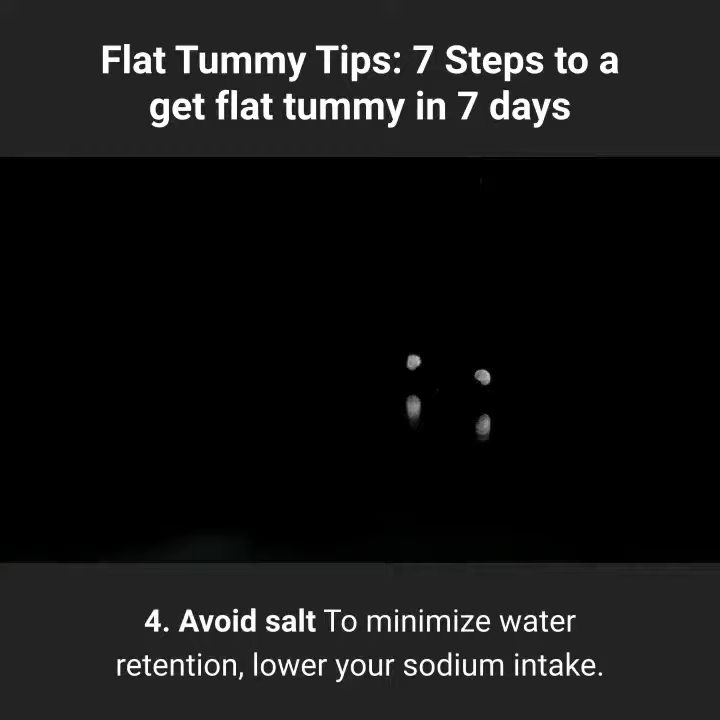 Flat Tummy Tips: 7 Steps to a
get flat tummy in 7 days
4. Avoid salt To minimize water
retention, lower your sodium intake.